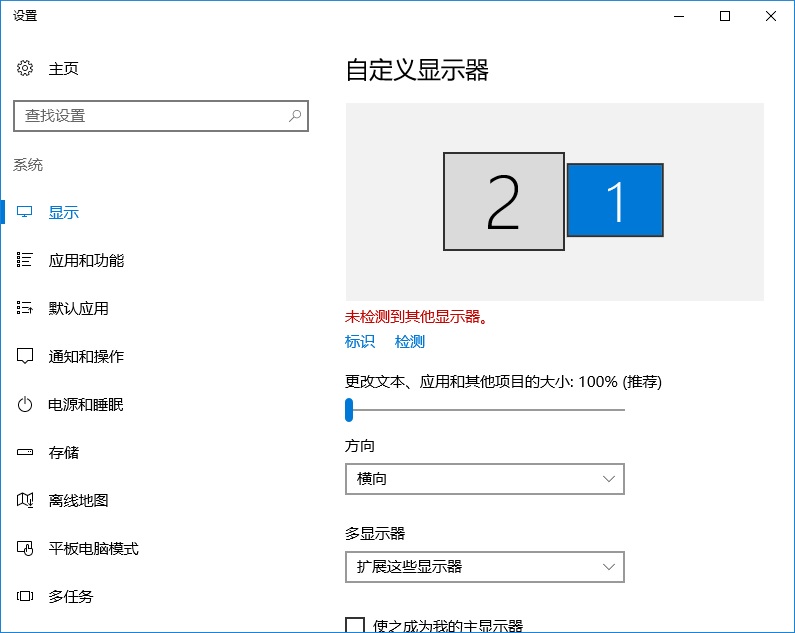 设置
主页
查找设置
系统
显示
应用和功能
默认应用
通知和操作
电源和睡眠
存储
离线地图
平板电脑模式
多任务
自定义显示器
2
1
未检测到其他显示器。
标识 检测
更改文本、应用和其他项目的大小: 100% (推荐)
方向
横向
多显示器
扩展这些显示器
使之成为我的主显示器